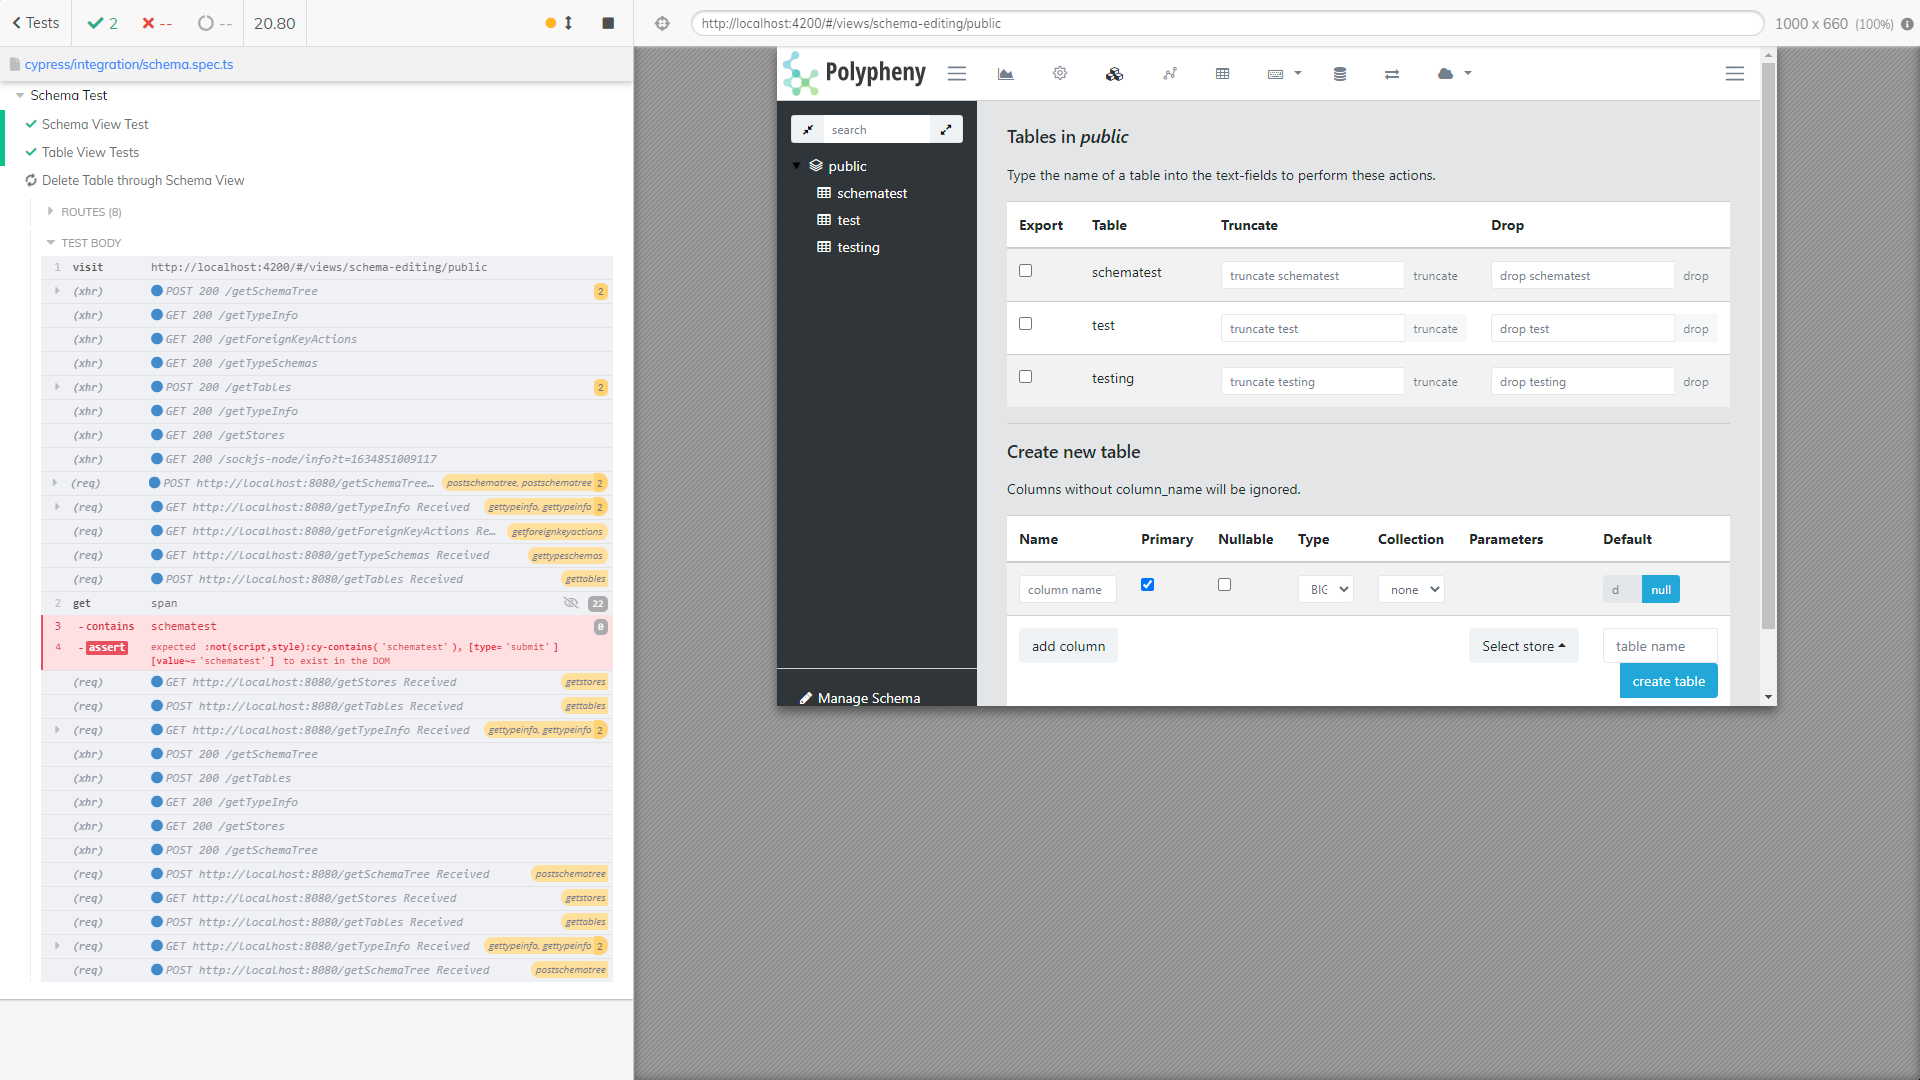 Tests
2
--
--
20.80
http://localhost:4200/#/views/schema-editing/public
1000 x 660 (100%)
cypress/integration/schema.spec.ts
Schema Test
Schema View Test
Table View Tests
Delete Table through Schema View
ROUTES (8)
TEST BODY
1 visit http://localhost:4200/#/views/schema-editing/public
(xhr) POST 200 /getSchemaTree 2
(xhr) GET 200 /getTypeInfo
(xhr) GET 200 /getForeignKeyActions
(xhr) GET 200 /getTypeSchemas
(xhr) POST 200 /getTables 2
(xhr) GET 200 /getTypeInfo
(xhr) GET 200 /getStores
(xhr) GET 200 /sockjs-node/info?t=1634851009117
(req) POST http://localhost:8080/getSchemaTree… postschematree, postschematree 2
(req) GET http://localhost:8080/getTypeInfo Received gettypeinfo, gettypeinfo 2
(req) GET http://localhost:8080/getForeignKeyActions Re… getforeignkeyactions
(req) GET http://localhost:8080/getTypeSchemas Received gettypeschemas
(req) POST http://localhost:8080/getTables Received gettables
2 get span 22
3 -contains schematest 0
4 -assert expected :not(script,style):cy-contains('schematest'), [type='submit']
[value~='schematest'] to exist in the DOM
(req) GET http://localhost:8080/getStores Received getstores
(req) POST http://localhost:8080/getTables Received gettables
(req) GET http://localhost:8080/getTypeInfo Received gettypeinfo, gettypeinfo 2
(xhr) POST 200 /getSchemaTree
(xhr) POST 200 /getTables
(xhr) GET 200 /getTypeInfo
(xhr) GET 200 /getStores
(xhr) POST 200 /getSchemaTree
(req) POST http://localhost:8080/getSchemaTree Received postschematree
(req) GET http://localhost:8080/getStores Received getstores
(req) POST http://localhost:8080/getTables Received gettables
(req) GET http://localhost:8080/getTypeInfo Received gettypeinfo, gettypeinfo 2
(req) POST http://localhost:8080/getSchemaTree Received postschematree
Polypheny
search
public
schematest
test
testing
Manage Schema
Tables in public
Type the name of a table into the text-fields to perform these actions.
Export Table Truncate Drop
schematest truncate schematest truncate drop schematest drop
test truncate test truncate drop test drop
testing truncate testing truncate drop testing drop
Create new table
Columns without column_name will be ignored.
Name Primary Nullable Type Collection Parameters Default
column name BIG none d null
add column Select store table name
create table